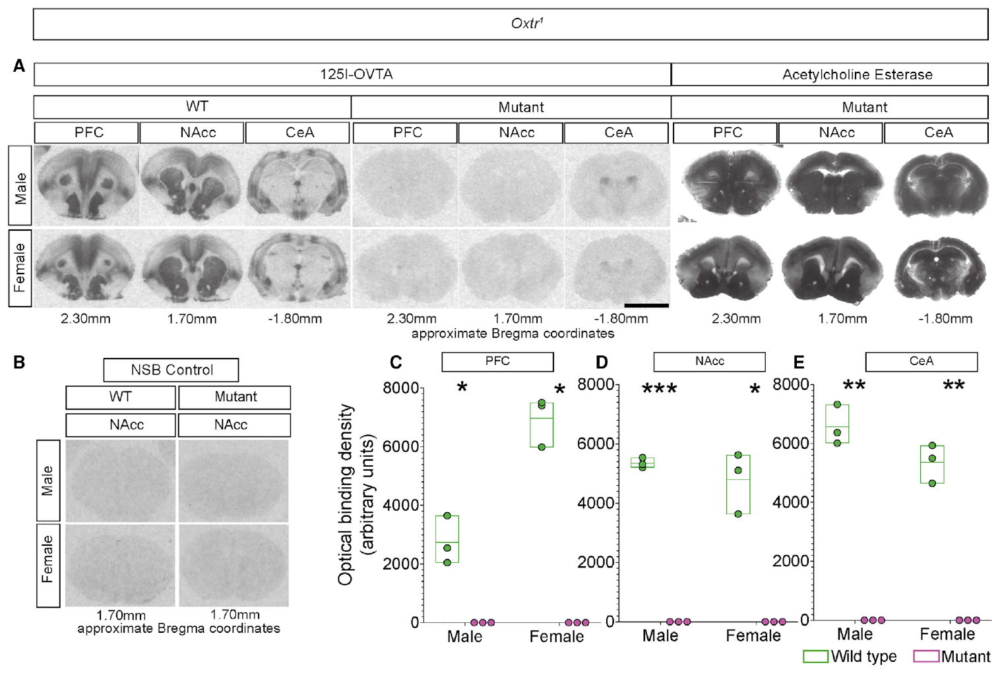 Oxtr¹
A
125I-OVTA Acetylcholine Esterase
WT Mutant Mutant
PFC NAcc CeA PFC NAcc CeA PFC NAcc CeA
Male
Female
2.30mm 1.70mm -1.80mm 2.30mm 1.70mm -1.80mm 2.30mm 1.70mm -1.80mm
approximate Bregma coordinates
B
NSB Control
WT Mutant
NAcc NAcc
Male
Female
1.70mm 1.70mm
approximate Bregma coordinates
C PFC
* *
Optical binding density
(arbitrary units)
8000
6000
4000
2000
0
Male Female
D NAcc
*** *
8000
6000
4000
2000
0
Male Female
E CeA
** **
8000
6000
4000
2000
0
Male Female
Wild type Mutant